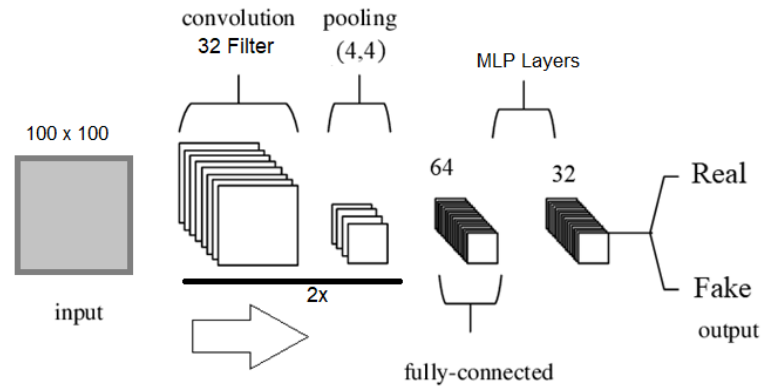 convolution
32 Filter
pooling
(4,4)
MLP Layers
100 x 100
64
32
Real
Fake
output
2x
input
fully-connected